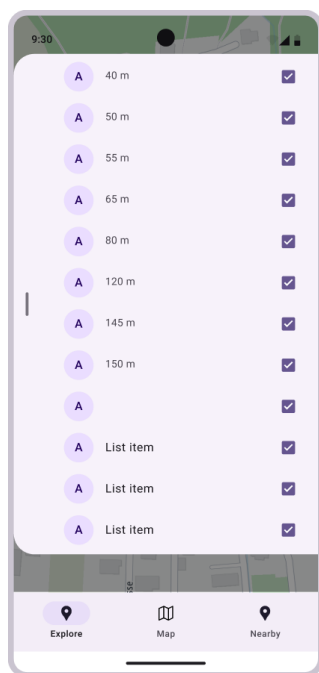 9:30
A 40 m
A 50 m
A 55 m
A 65 m
A 80 m
A 120 m
A 145 m
A 150 m
A
A List item
A List item
A List item
sse
Explore Map Nearby